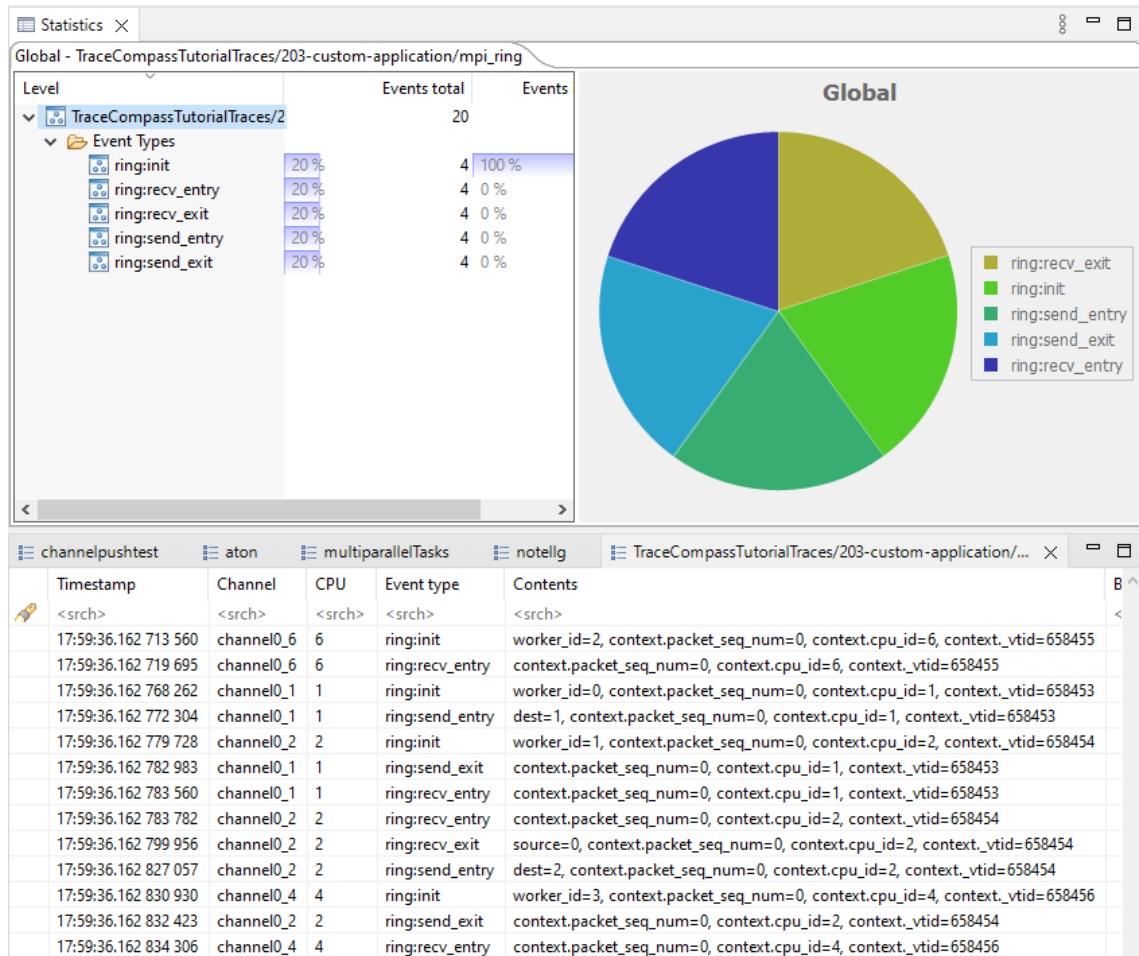 Statistics
Global - TraceCompassTutorialTraces/203-custom-application/mpi_ring
Level Events total Events
TraceCompassTutorialTraces/2 20
Event Types
ring:init 20 % 4 100 %
ring:recv_entry 20 % 4 0 %
ring:recv_exit 20 % 4 0 %
ring:send_entry 20 % 4 0 %
ring:send_exit 20 % 4 0 %
Global
ring:recv_exit
ring:init
ring:send_entry
ring:send_exit
ring:recv_entry
channelpushtest aton multiparallelTasks notellg TraceCompassTutorialTraces/203-custom-application/...
Timestamp Channel CPU Event type Contents B
<srch> <srch> <srch> <srch> <srch> <
17:59:36.162 713 560 channel0_6 6 ring:init worker_id=2, context.packet_seq_num=0, context.cpu_id=6, context._vtid=658455
17:59:36.162 719 695 channel0_6 6 ring:recv_entry context.packet_seq_num=0, context.cpu_id=6, context._vtid=658455
17:59:36.162 768 262 channel0_1 1 ring:init worker_id=0, context.packet_seq_num=0, context.cpu_id=1, context._vtid=658453
17:59:36.162 772 304 channel0_1 1 ring:send_entry dest=1, context.packet_seq_num=0, context.cpu_id=1, context._vtid=658453
17:59:36.162 779 728 channel0_2 2 ring:init worker_id=1, context.packet_seq_num=0, context.cpu_id=2, context._vtid=658454
17:59:36.162 782 983 channel0_1 1 ring:send_exit context.packet_seq_num=0, context.cpu_id=1, context._vtid=658453
17:59:36.162 783 560 channel0_1 1 ring:recv_entry context.packet_seq_num=0, context.cpu_id=1, context._vtid=658453
17:59:36.162 783 782 channel0_2 2 ring:recv_entry context.packet_seq_num=0, context.cpu_id=2, context._vtid=658454
17:59:36.162 799 956 channel0_2 2 ring:recv_exit source=0, context.packet_seq_num=0, context.cpu_id=2, context._vtid=658454
17:59:36.162 827 057 channel0_2 2 ring:send_entry dest=2, context.packet_seq_num=0, context.cpu_id=2, context._vtid=658454
17:59:36.162 830 930 channel0_4 4 ring:init worker_id=3, context.packet_seq_num=0, context.cpu_id=4, context._vtid=658456
17:59:36.162 832 423 channel0_2 2 ring:send_exit context.packet_seq_num=0, context.cpu_id=2, context._vtid=658454
17:59:36.162 834 306 channel0_4 4 ring:recv_entry context.packet_seq_num=0, context.cpu_id=4, context._vtid=658456